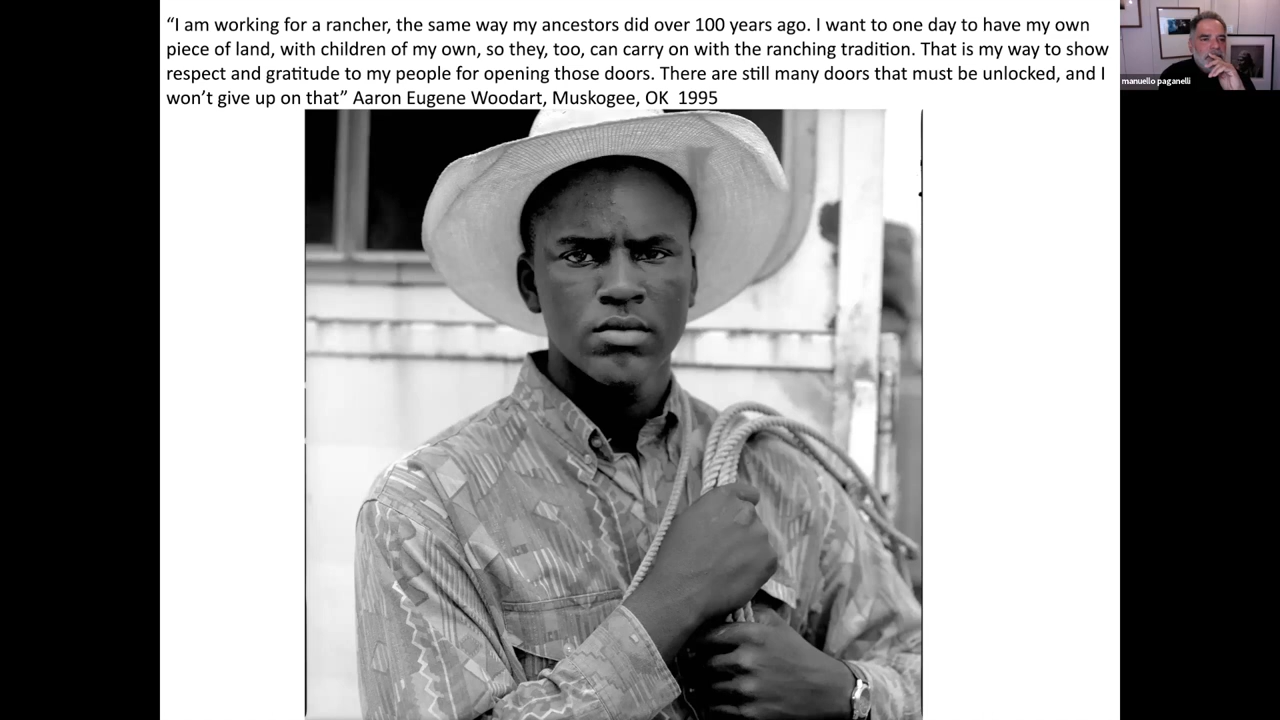 “I am working for a rancher, the same way my ancestors did over 100 years ago. I want to one day to have my own
piece of land, with children of my own, so they, too, can carry on with the ranching tradition. That is my way to show
respect and gratitude to my people for opening those doors. There are still many doors that must be unlocked, and I
won’t give up on that” Aaron Eugene Woodart, Muskogee, OK  1995
manuello paganelli